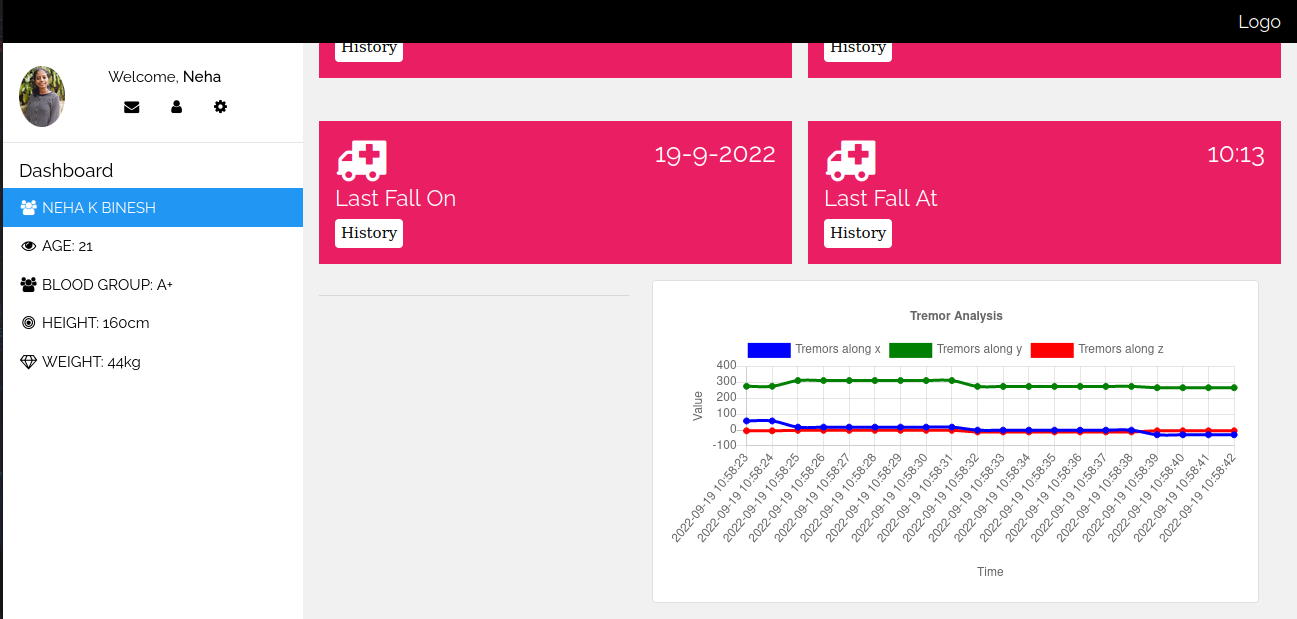 Logo
History
History
Welcome, Neha
Dashboard
NEHA K BINESH
AGE: 21
BLOOD GROUP: A+
HEIGHT: 160cm
WEIGHT: 44kg
19-9-2022
Last Fall On
History
10:13
Last Fall At
History
Tremor Analysis
Tremors along x
Tremors along y
Tremors along z
Value
400
300
200
100
0
-100
2022-09-19 10:58:23
2022-09-19 10:58:24
2022-09-19 10:58:25
2022-09-19 10:58:26
2022-09-19 10:58:27
2022-09-19 10:58:28
2022-09-19 10:58:29
2022-09-19 10:58:30
2022-09-19 10:58:31
2022-09-19 10:58:32
2022-09-19 10:58:33
2022-09-19 10:58:34
2022-09-19 10:58:35
2022-09-19 10:58:36
2022-09-19 10:58:37
2022-09-19 10:58:38
2022-09-19 10:58:39
2022-09-19 10:58:40
2022-09-19 10:58:41
2022-09-19 10:58:42
Time